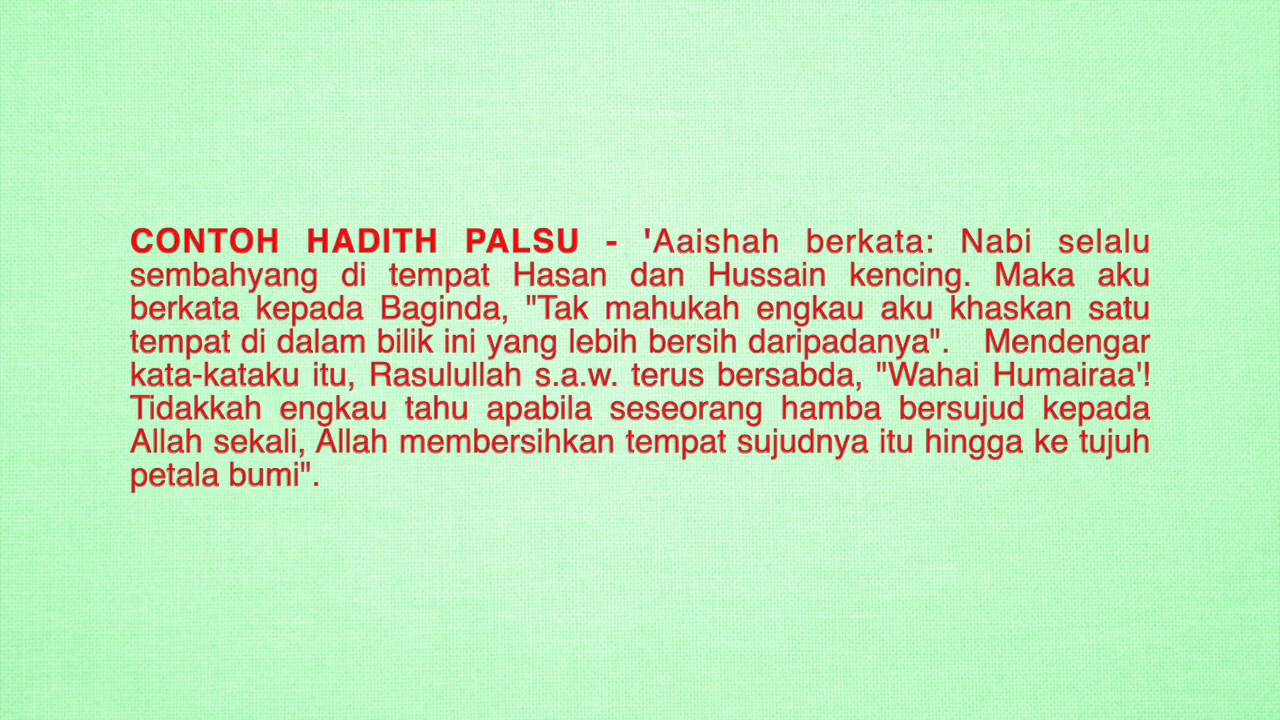 CONTOH HADITH PALSU - 'Aaishah berkata: Nabi selalu
sembahyang di tempat Hasan dan Hussain kencing. Maka aku
berkata kepada Baginda, "Tak mahukah engkau aku khaskan satu
tempat di dalam bilik ini yang lebih bersih daripadanya". Mendengar
kata-kataku itu, Rasulullah s.a.w. terus bersabda, "Wahai Humairaa'!
Tidakkah engkau tahu apabila seseorang hamba bersujud kepada
Allah sekali, Allah membersihkan tempat sujudnya itu hingga ke tujuh
petala bumi".